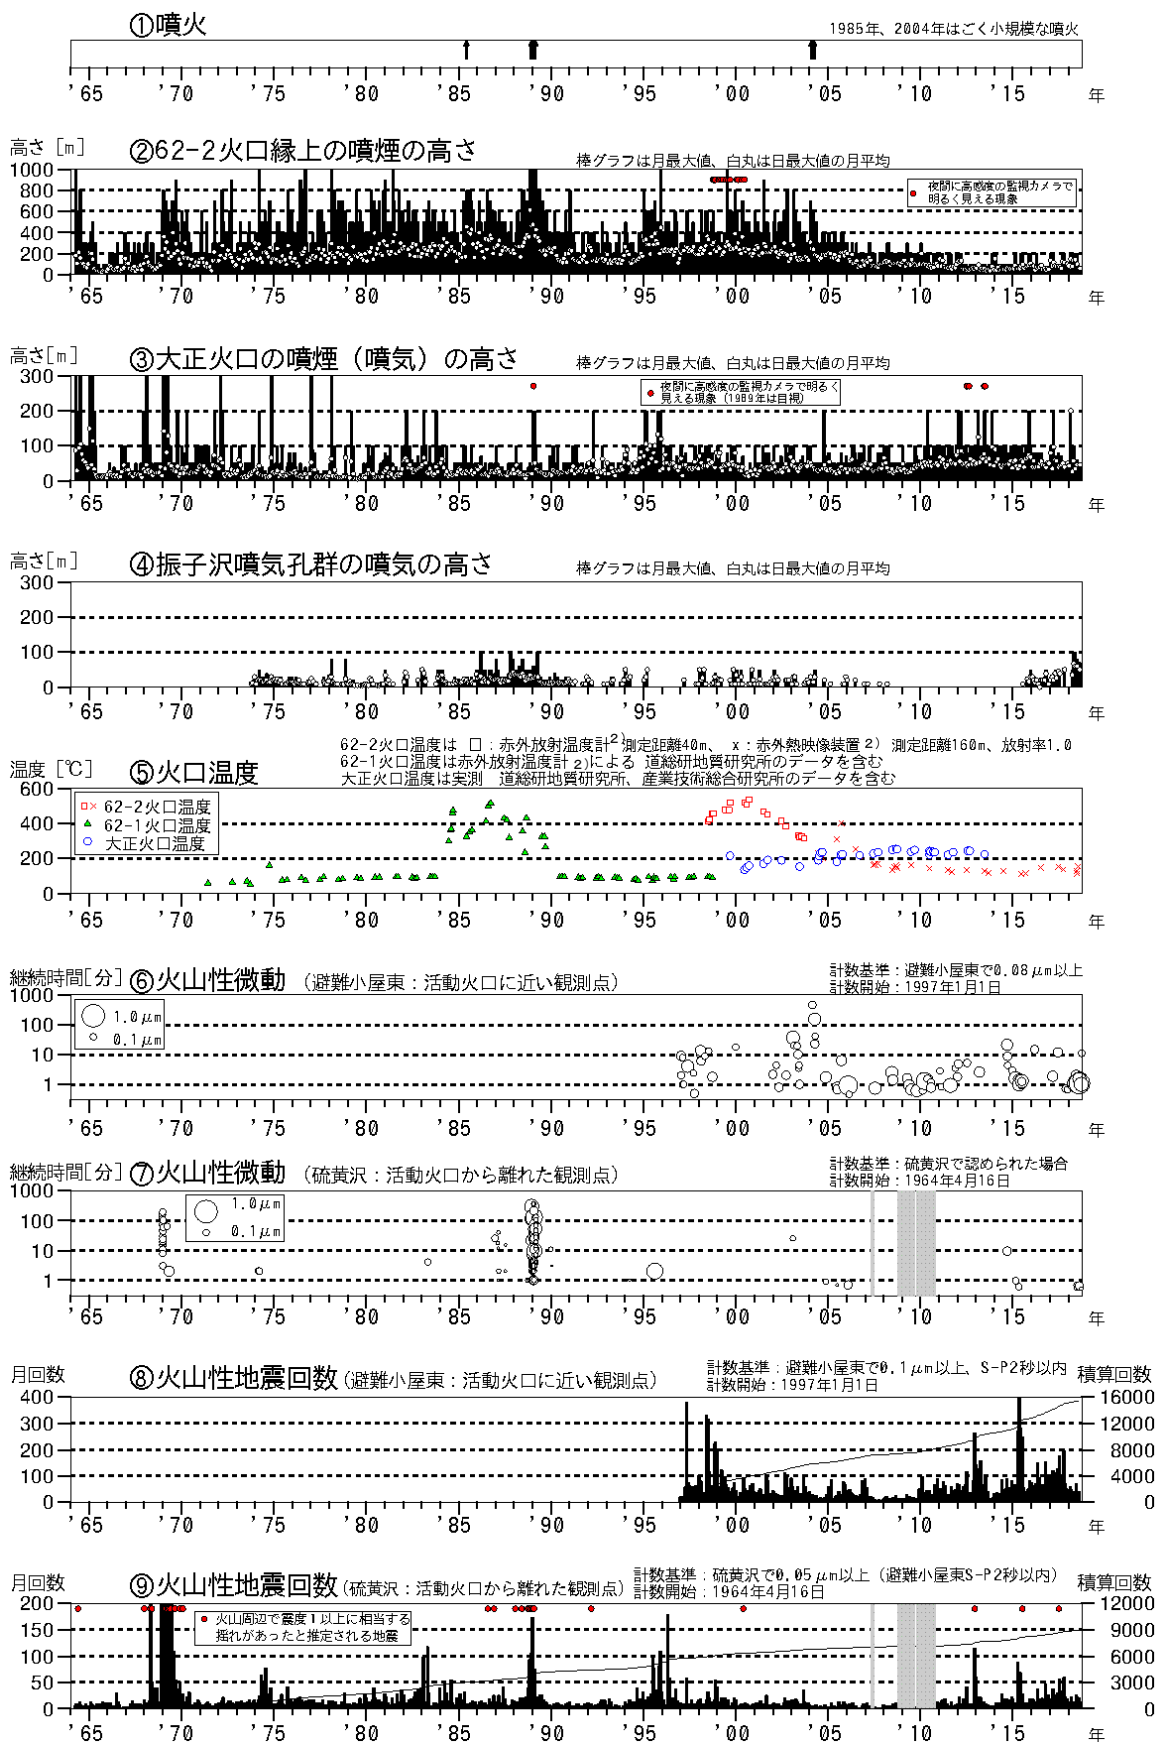 ①噴火
1985年、2004年はごく小規模な噴火
'65 '70 '75 '80 '85 '90 '95 '00 '05 '10 '15 年
高さ[m]
②62-2火口縁上の噴煙の高さ
棒グラフは月最大値、白丸は日最大値の月平均
1000
800
600
400
200
0
夜間に高感度の監視カメラで
明るく見える現象
'65 '70 '75 '80 '85 '90 '95 '00 '05 '10 '15 年
高さ[m]
③大正火口の噴煙（噴気）の高さ
棒グラフは月最大値、白丸は日最大値の月平均
300
200
100
0
夜間に高感度の監視カメラで明るく
見える現象（1989年は目視）
'65 '70 '75 '80 '85 '90 '95 '00 '05 '10 '15 年
高さ[m]
④振子沢噴気孔群の噴気の高さ
棒グラフは月最大値、白丸は日最大値の月平均
300
200
100
0
'65 '70 '75 '80 '85 '90 '95 '00 '05 '10 '15 年
62-2火口温度は □：赤外放射温度計2)測定距離40m、 x：赤外熱映像装置2) 測定距離160m、放射率1.0
62-1火口温度は赤外放射温度計2)による 道総研地質研究所のデータを含む
大正火口温度は実測 道総研地質研究所、産業技術総合研究所のデータを含む
温度[℃]
⑤火口温度
600
400
200
0
□× 62-2火口温度
▲ 62-1火口温度
○ 大正火口温度
'65 '70 '75 '80 '85 '90 '95 '00 '05 '10 '15 年
継続時間[分]
⑥火山性微動 （避難小屋東：活動火口に近い観測点）
計数基準：避難小屋東で0.08μm以上
計数開始：1997年1月1日
1000
100
10
1
1.0μm
0.1μm
'65 '70 '75 '80 '85 '90 '95 '00 '05 '10 '15 年
継続時間[分]
⑦火山性微動 （硫黄沢：活動火口から離れた観測点）
計数基準：硫黄沢で認められた場合
計数開始：1964年4月16日
1000
100
10
1
1.0μm
0.1μm
'65 '70 '75 '80 '85 '90 '95 '00 '05 '10 '15 年
月回数
⑧火山性地震回数（避難小屋東：活動火口に近い観測点）
計数基準：避難小屋東で0.1μm以上、S-P2秒以内
計数開始：1997年1月1日
積算回数
400 16000
300 12000
200 8000
100 4000
0 0
'65 '70 '75 '80 '85 '90 '95 '00 '05 '10 '15 年
月回数
⑨火山性地震回数（硫黄沢：活動火口から離れた観測点）
計数基準：硫黄沢で0.05μm以上（避難小屋東S-P2秒以内）
計数開始：1964年4月16日
積算回数
200 12000
150 9000
100 6000
50 3000
0 0
火山周辺で震度１以上に相当する
揺れがあったと推定される地震
'65 '70 '75 '80 '85 '90 '95 '00 '05 '10 '15 年